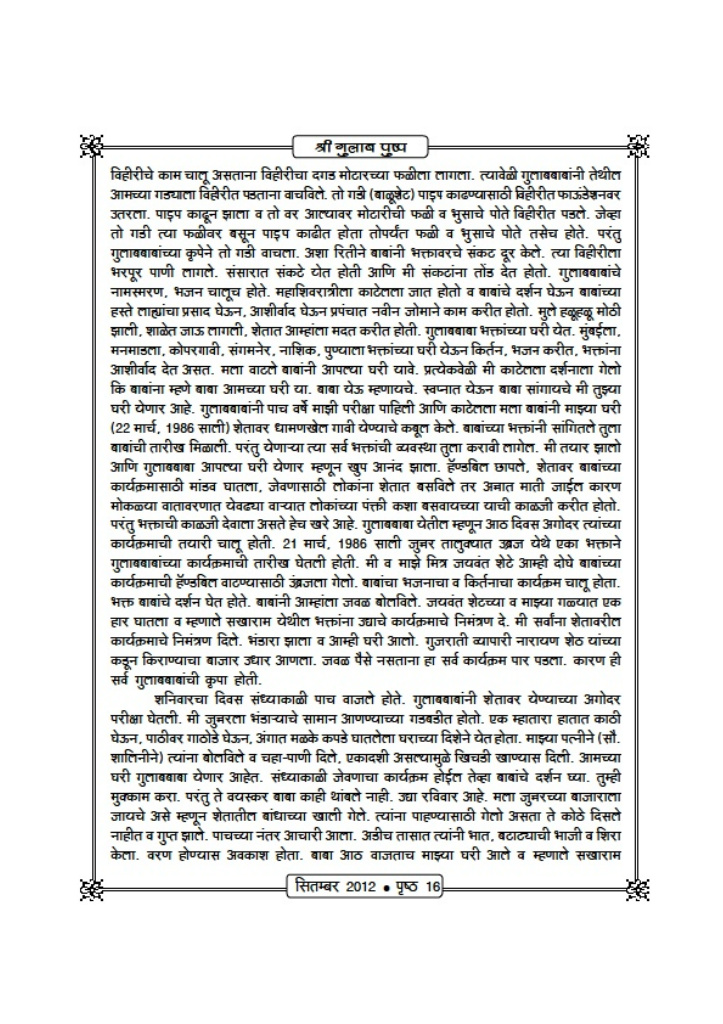 श्री गुलाब पुष्प
विहीरीचे काम चालू असताना विहीरीचा दगड मोटारच्या फळीला लागला. त्यावेळी गुलाबबाबांनी तेथील
आमच्या गड्याला विहीरीत पडताना वाचविले. तो गडी (बाळूशेट) पाइप काढण्यासाठी विहीरीत फाऊंडेशनवर
उतरला. पाइप काढून झाला व तो वर आल्यावर मोटारीची फळी व भुसाचे पोते विहीरीत पडले. जेव्हा
तो गडी त्या फळीवर बसून पाइप काढीत होता तोपर्यंत फळी व भुसाचे पोते तसेच होते. परंतु
गुलाबबाबांच्या कृपेने तो गडी वाचला. अशा रितीने बाबांनी भक्तावरचे संकट दूर केले. त्या विहीरीला
भरपूर पाणी लागले. संसारात संकटे येत होती आणि मी संकटांना तोंड देत होतो. गुलाबबाबांचे
नामस्मरण, भजन चालूच होते. महाशिवरात्रीला काटेलला जात होतो व बाबांचे दर्शन घेऊन बाबांच्या
हस्ते लाह्यांचा प्रसाद घेऊन, आशीर्वाद घेऊन प्रपंचात नवीन जोमाने काम करीत होतो. मुले हळूहळू मोठी
झाली, शाळेत जाऊ लागली, शेतात आम्हांला मदत करीत होती. गुलाबबाबा भक्तांच्या घरी येत. मुंबईला,
मनमाडला, कोपरगावी, संगमनेर, नाशिक, पुण्याला भक्तांच्या घरी येऊन किर्तन, भजन करीत, भक्तांना
आशीर्वाद देत असत. मला वाटले बाबांनी आपल्या घरी यावे. प्रत्येकवेळी मी काटेलला दर्शनाला गेलो
कि बाबांना म्हणे बाबा आमच्या घरी या. बाबा येऊ म्हणायचे. स्वप्नात येऊन बाबा सांगायचे मी तुझ्या
घरी येणार आहे. गुलाबबाबांनी पाच वर्षे माझी परीक्षा पाहिली आणि काटेलला मला बाबांनी माझ्या घरी
(22 मार्च, 1986 साली) शेतावर धामणखेल गावी येण्याचे कबूल केले. बाबांच्या भक्तांनी सांगितले तुला
बाबांची तारीख मिळाली. परंतु येणाऱ्या त्या सर्व भक्तांची व्यवस्था तुला करावी लागेल. मी तयार झालो
आणि गुलाबबाबा आपल्या घरी येणार म्हणून खुप आनंद झाला. हॅण्डबिल छापले, शेतावर बाबांच्या
कार्यक्रमासाठी मांडव घातला, जेवणासाठी लोकांना शेतात बसविले तर अन्नात माती जाईल कारण
मोकळ्या वातावरणात येवढ्या वाऱ्यात लोकांच्या पंक्ती कशा बसवायच्या याची काळजी करीत होतो.
परंतु भक्ताची काळजी देवाला असते हेच खरे आहे. गुलाबबाबा येतील म्हणून आठ दिवस अगोदर त्यांच्या
कार्यक्रमाची तयारी चालू होती. 21 मार्च, 1986 साली जुन्नर तालुक्यात उंब्रज येथे एका भक्ताने
गुलाबबाबांच्या कार्यक्रमाची तारीख घेतली होती. मी व माझे मित्र जयवंत शेटे आम्ही दोघे बाबांच्या
कार्यक्रमाची हॅण्डबिल वाटण्यासाठी उंब्रजला गेलो. बाबांचा भजनाचा व किर्तनाचा कार्यक्रम चालू होता.
भक्त बाबांचे दर्शन घेत होते. बाबांनी आम्हांला जवळ बोलविले. जयवंत शेटच्या व माझ्या गळ्यात एक
हार घातला व म्हणाले सखाराम येथील भक्तांना उद्याचे कार्यक्रमाचे निमंत्रण दे. मी सर्वांना शेतावरील
कार्यक्रमाचे निमंत्रण दिले. भंडारा झाला व आम्ही घरी आलो. गुजराती व्यापारी नारायण शेठ यांच्या
कडून किराण्याचा बाजार उधार आणला. जवळ पैसे नसताना हा सर्व कार्यक्रम पार पडला. कारण ही
सर्व गुलाबबाबांची कृपा होती.
शनिवारचा दिवस संध्याकाळी पाच वाजले होते. गुलाबबाबांनी शेतावर येण्याच्या अगोदर
परीक्षा घेतली. मी जुन्नरला भंडाऱ्याचे सामान आणण्याच्या गडबडीत होतो. एक म्हातारा हातात काठी
घेऊन, पाठीवर गाठोडे घेऊन, अंगात मळके कपडे घातलेला घराच्या दिशेने येत होता. माझ्या पत्नीने (सौ.
शालिनीने) त्यांना बोलविले व चहा-पाणी दिले, एकादशी असल्यामुळे खिचडी खाण्यास दिली. आमच्या
घरी गुलाबबाबा येणार आहेत. संध्याकाळी जेवणाचा कार्यक्रम होईल तेव्हा बाबांचे दर्शन घ्या. तुम्ही
मुक्काम करा. परंतु ते वयस्कर बाबा काही थांबले नाही. उद्या रविवार आहे. मला जुन्नरच्या बाजाराला
जायचे असे म्हणून शेतातील बांधाच्या खाली गेले. त्यांना पाहण्यासाठी गेलो असता ते कोठे दिसले
नाहीत व गुप्त झाले. पाचच्या नंतर आचारी आला. अडीच तासात त्यांनी भात, बटाट्याची भाजी व शिरा
केला. वरण होण्यास अवकाश होता. बाबा आठ वाजताच माझ्या घरी आले व म्हणाले सखाराम
सितम्बर 2012 ● पृष्ठ 16